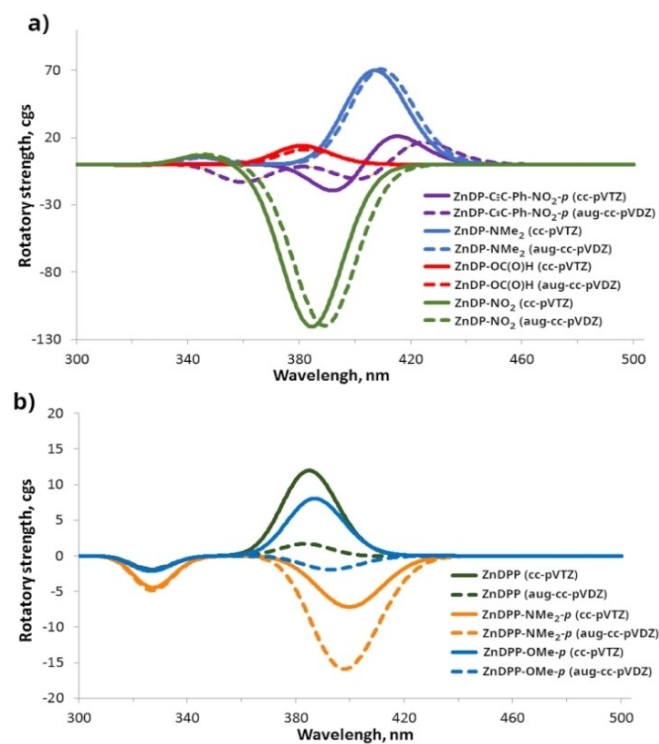 a)
70
20
-30
-80
-130
Rotatory strength, cgs
ZnDP-C≡C-Ph-NO₂-p (cc-pVTZ)
ZnDP-C≡C-Ph-NO₂-p (aug-cc-pVDZ)
ZnDP-NMe₂ (cc-pVTZ)
ZnDP-NMe₂ (aug-cc-pVDZ)
ZnDP-OC(O)H (cc-pVTZ)
ZnDP-OC(O)H (aug-cc-pVDZ)
ZnDP-NO₂ (cc-pVTZ)
ZnDP-NO₂ (aug-cc-pVDZ)
300 340 380 420 460 500
Wavelengh, nm
b)
20
15
10
5
0
-5
-10
-15
-20
Rotatory strength, cgs
ZnDPP (cc-pVTZ)
ZnDPP (aug-cc-pVDZ)
ZnDPP-NMe₂-p (cc-pVTZ)
ZnDPP-NMe₂-p (aug-cc-pVDZ)
ZnDPP-OMe-p (cc-pVTZ)
ZnDPP-OMe-p (aug-cc-pVDZ)
300 340 380 420 460 500
Wavelengh, nm